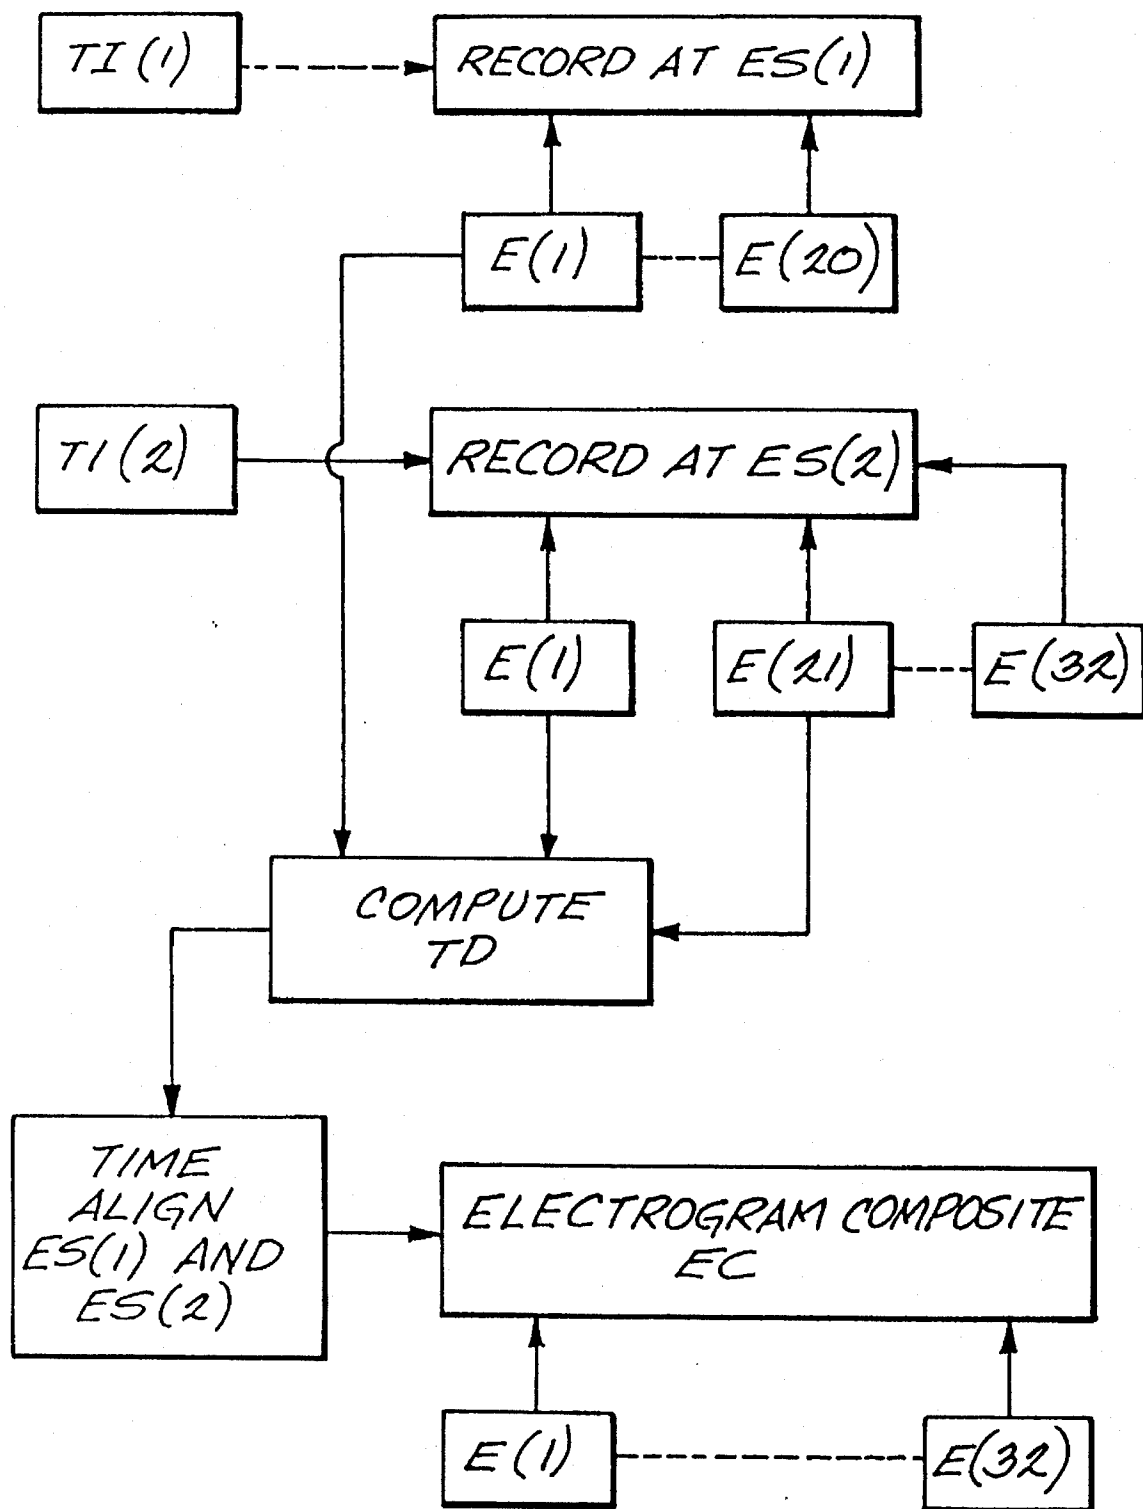 TI(1)
RECORD AT ES(1)
E(1)
E(20)
TI(2)
RECORD AT ES(2)
E(1)
E(21)
E(32)
COMPUTE
TD
TIME
ALIGN
ES(1) AND
ES(2)
ELECTROGRAM COMPOSITE
EC
E(1)
E(32)